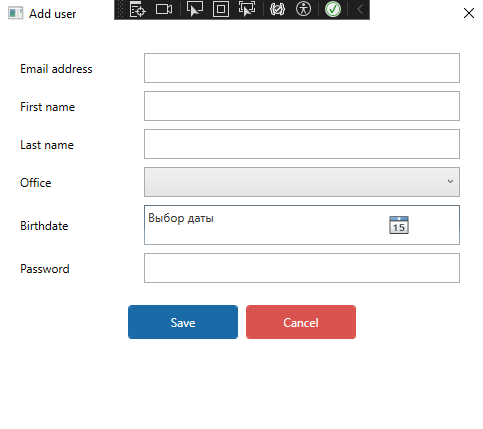 Add user
Email address
First name
Last name
Office
Birthdate
Выбор даты
15
Password
Save
Cancel